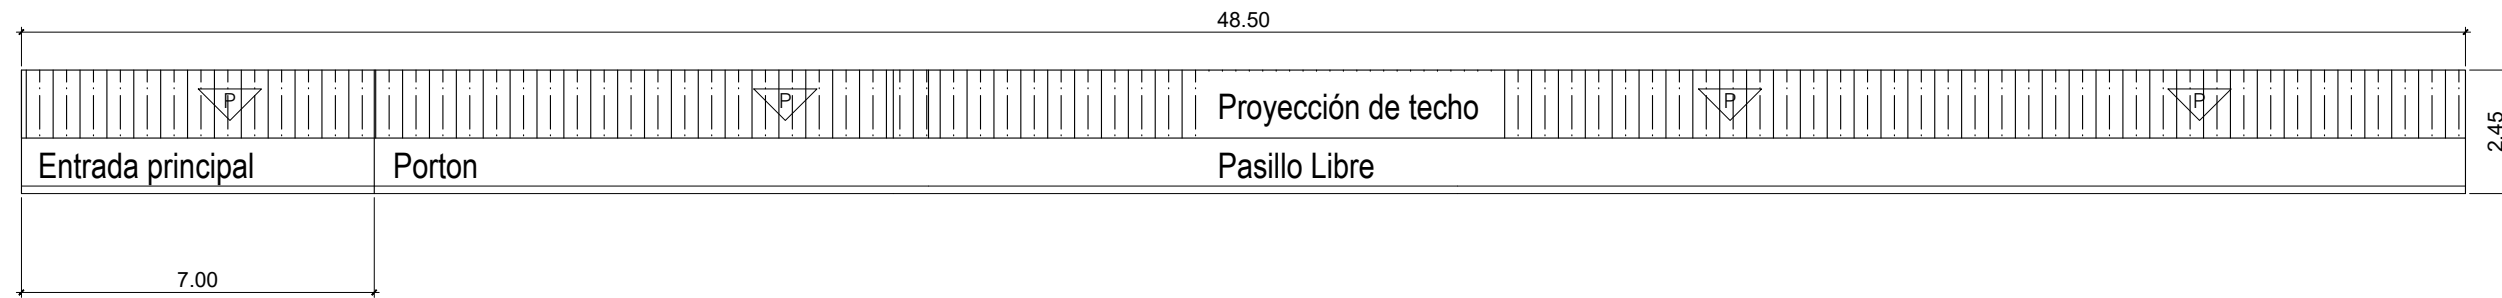 48.50
P P P P
Proyección de techo
2.45
Entrada principal Porton Pasillo Libre
7.00